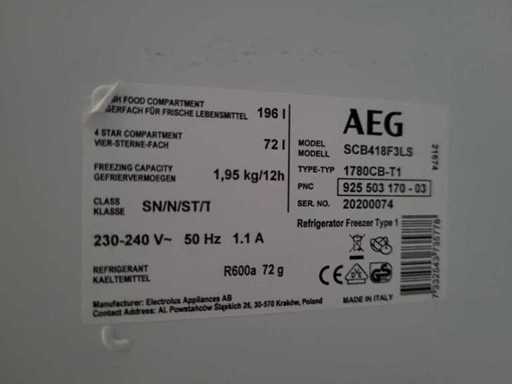 FOOD COMPARTMENT
LAGERFACH FÜR FRISCHE LEBENSMITTEL 196 l
4 STAR COMPARTMENT
VIER-STERNE-FACH 72 l
FREEZING CAPACITY
GEFRIERVERMOEGEN 1,95 kg/12h
CLASS
KLASSE SN/N/ST/T
230-240 V~ 50 Hz 1.1 A
REFRIGERANT
KAELTEMITTEL R600a 72 g
Manufacturer: Electrolux Appliances AB
Contact Address: Al. Powstańców Śląskich 26, 30-570 Kraków, Poland
AEG
MODEL
MODELL SCB418F3LS
TYPE-TYP 1780CB-T1
PNC 925 503 170 - 03
SER. NO. 20200074
Refrigerator Freezer Type 1
CE
MADE IN ITALY
21674